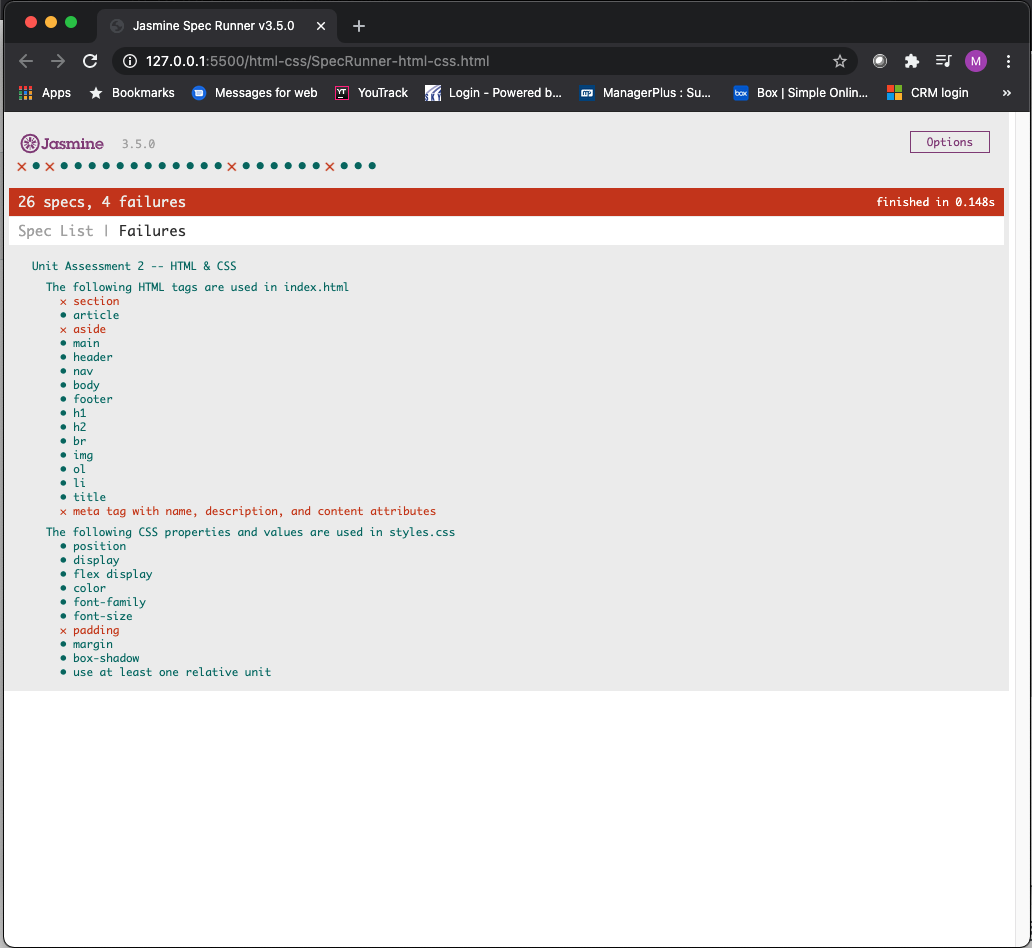 Jasmine Spec Runner v3.5.0
127.0.0.1:5500/html-css/SpecRunner-html-css.html
M
Apps Bookmarks Messages for web YT YouTrack Login - Powered b... MP ManagerPlus : Su... box Box | Simple Onlin... CRM login »
Jasmine 3.5.0 Options
26 specs, 4 failures finished in 0.148s
Spec List | Failures
Unit Assessment 2 -- HTML & CSS
The following HTML tags are used in index.html
× section
• article
× aside
• main
• header
• nav
• body
• footer
• h1
• h2
• br
• img
• ol
• li
• title
× meta tag with name, description, and content attributes
The following CSS properties and values are used in styles.css
• position
• display
• flex display
• color
• font-family
• font-size
× padding
• margin
• box-shadow
• use at least one relative unit